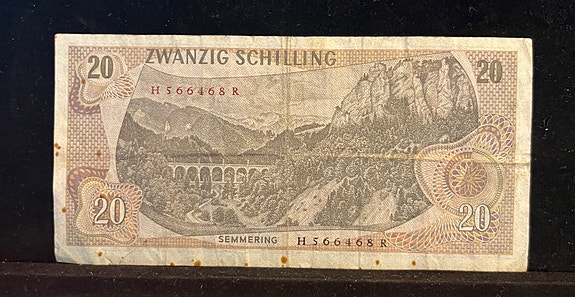 20 ZWANZIG SCHILLING 20
H 566468 R
20 20
SEMMERING H 566468 R